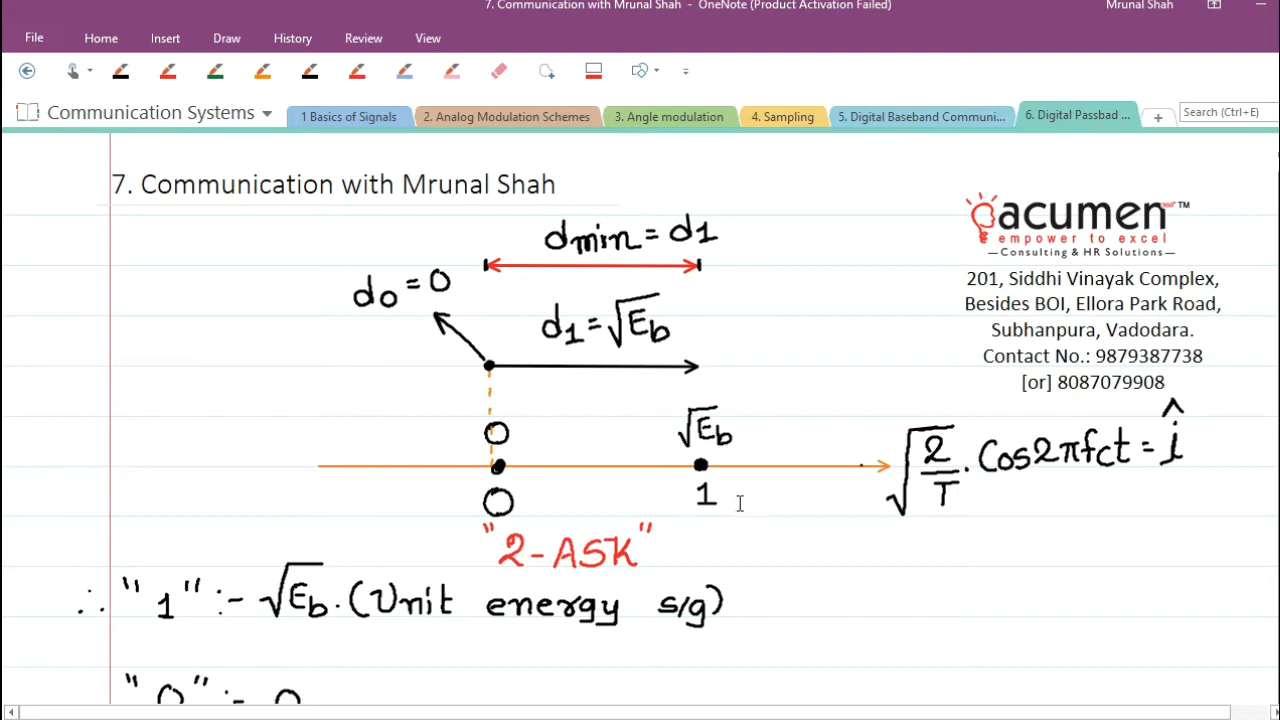 7. Communication with Mrunal Shah - OneNote (Product Activation Failed)
Mrunal Shah
File Home Insert Draw History Review View
Communication Systems
1 Basics of Signals
2. Analog Modulation Schemes
3. Angle modulation
4. Sampling
5. Digital Baseband Communi...
6. Digital Passbad ...
Search (Ctrl+E)
7. Communication with Mrunal Shah
acumen 360° TM
empower to excel
—Consulting & HR Solutions—
201, Siddhi Vinayak Complex,
Besides BOI, Ellora Park Road,
Subhanpura, Vadodara.
Contact No.: 9879387738
[or] 8087079908
dmin = d1
d0 = 0
d1 = √Eb
0 √Eb
√2/T . Cos2πfct = î
0 1
"2-ASK"
∴ "1" :- √Eb . (Unit energy s/g)
"0" :- 0